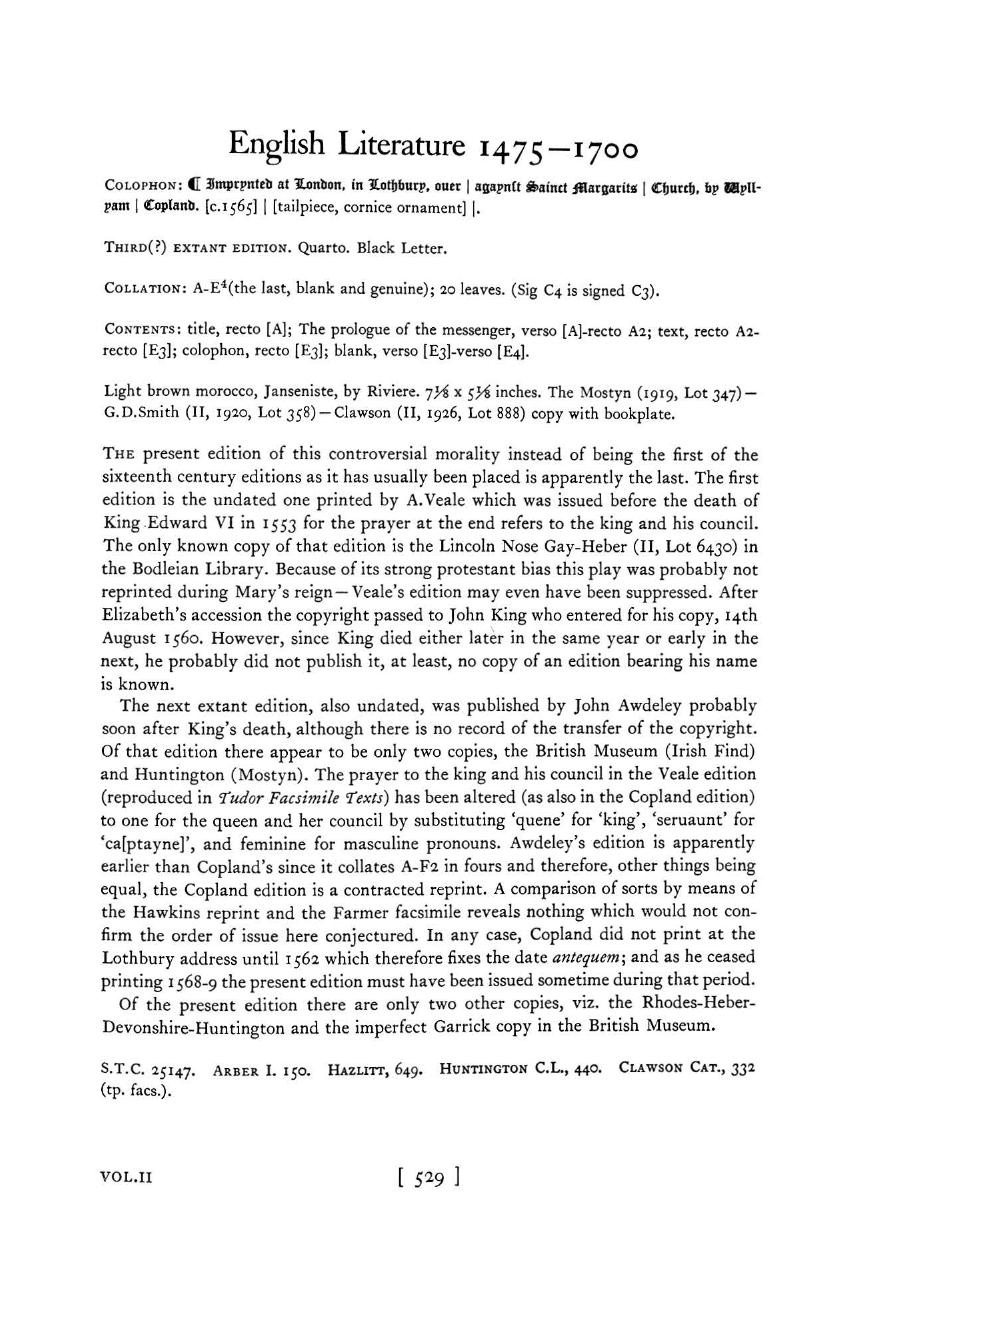 English Literature 1475–1700
COLOPHON: ⁋ Imprynted at London, in Lothbury, ouer | agaynſt Sainct Margarits | Church, by Wyll-
yam | Copland. [c.1565] | [tailpiece, cornice ornament] |.
THIRD(?) EXTANT EDITION. Quarto. Black Letter.
COLLATION: A-E⁴(the last, blank and genuine); 20 leaves. (Sig C4 is signed C3).
CONTENTS: title, recto [A]; The prologue of the messenger, verso [A]-recto A2; text, recto A2-
recto [E3]; colophon, recto [E3]; blank, verso [E3]-verso [E4].
Light brown morocco, Janseniste, by Riviere. 7⅛ x 5⅛ inches. The Mostyn (1919, Lot 347) —
G.D.Smith (II, 1920, Lot 358) — Clawson (II, 1926, Lot 888) copy with bookplate.
THE present edition of this controversial morality instead of being the first of the
sixteenth century editions as it has usually been placed is apparently the last. The first
edition is the undated one printed by A.Veale which was issued before the death of
King Edward VI in 1553 for the prayer at the end refers to the king and his council.
The only known copy of that edition is the Lincoln Nose Gay-Heber (II, Lot 6430) in
the Bodleian Library. Because of its strong protestant bias this play was probably not
reprinted during Mary's reign — Veale's edition may even have been suppressed. After
Elizabeth's accession the copyright passed to John King who entered for his copy, 14th
August 1560. However, since King died either later in the same year or early in the
next, he probably did not publish it, at least, no copy of an edition bearing his name
is known.
The next extant edition, also undated, was published by John Awdeley probably
soon after King's death, although there is no record of the transfer of the copyright.
Of that edition there appear to be only two copies, the British Museum (Irish Find)
and Huntington (Mostyn). The prayer to the king and his council in the Veale edition
(reproduced in Tudor Facsimile Texts) has been altered (as also in the Copland edition)
to one for the queen and her council by substituting 'quene' for 'king', 'seruaunt' for
'ca[ptayne]', and feminine for masculine pronouns. Awdeley's edition is apparently
earlier than Copland's since it collates A-F2 in fours and therefore, other things being
equal, the Copland edition is a contracted reprint. A comparison of sorts by means of
the Hawkins reprint and the Farmer facsimile reveals nothing which would not con-
firm the order of issue here conjectured. In any case, Copland did not print at the
Lothbury address until 1562 which therefore fixes the date antequem; and as he ceased
printing 1568-9 the present edition must have been issued sometime during that period.
Of the present edition there are only two other copies, viz. the Rhodes-Heber-
Devonshire-Huntington and the imperfect Garrick copy in the British Museum.
S.T.C. 25147. ARBER I. 150. HAZLITT, 649. HUNTINGTON C.L., 440. CLAWSON CAT., 332
(tp. facs.).
VOL.II [ 529 ]